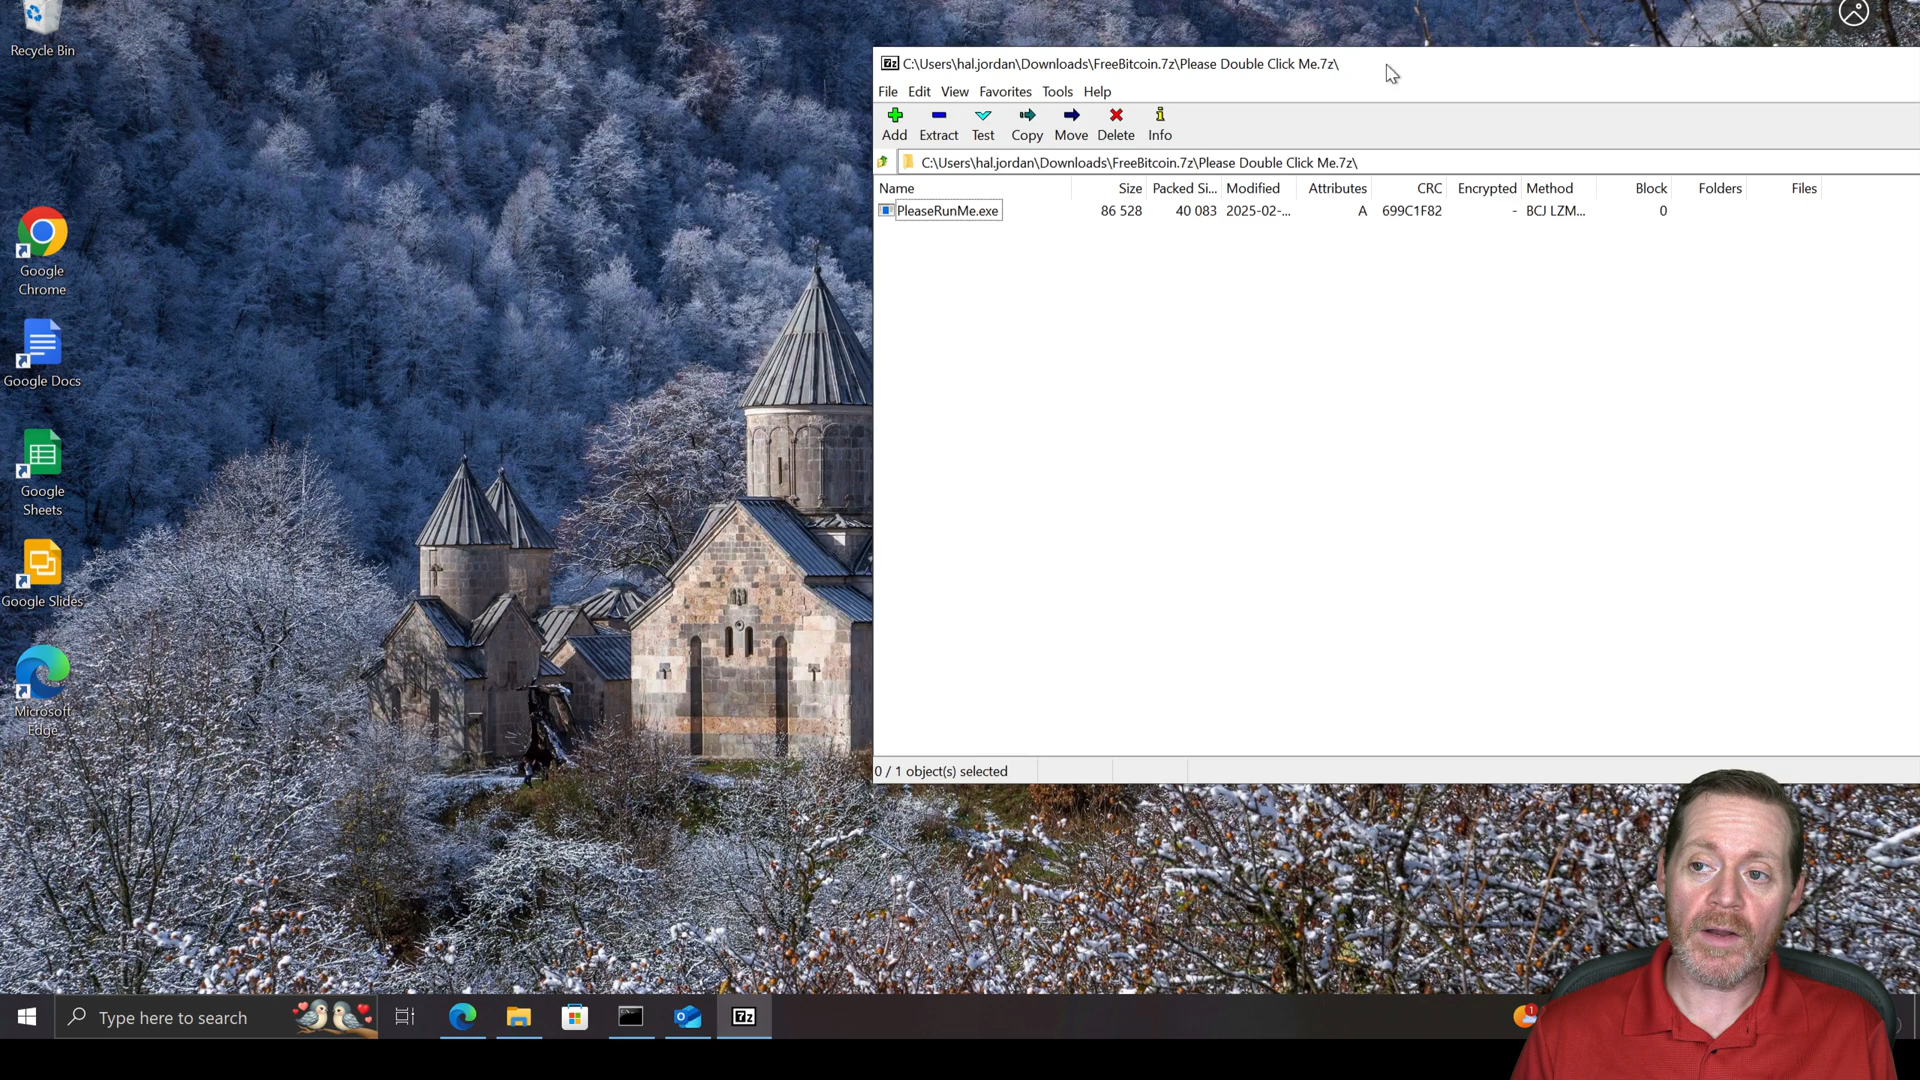 Recycle Bin
Google
Chrome
Google Docs
Google
Sheets
Google Slides
Microsoft
Edge
C:\Users\hal.jordan\Downloads\FreeBitcoin.7z\Please Double Click Me.7z\
File Edit View Favorites Tools Help
Add Extract Test Copy Move Delete Info
C:\Users\hal.jordan\Downloads\FreeBitcoin.7z\Please Double Click Me.7z\
Name Size Packed Si... Modified Attributes CRC Encrypted Method Block Folders Files
PleaseRunMe.exe 86 528 40 083 2025-02-... A 699C1F82 - BCJ LZM... 0
0 / 1 object(s) selected
Type here to search
7z
1